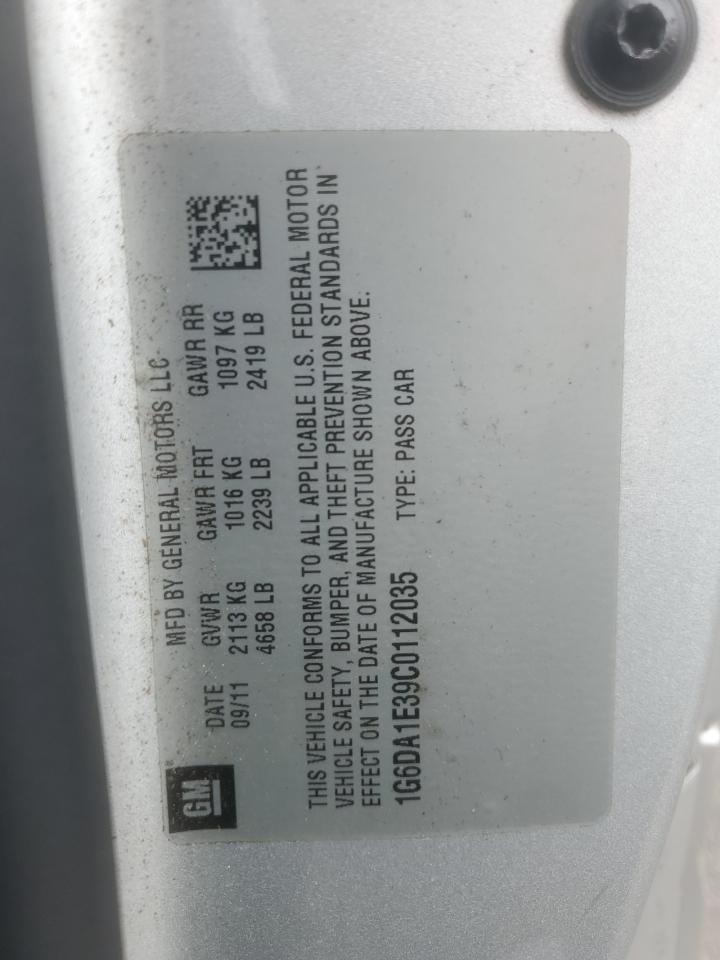 GM
MFD BY GENERAL MOTORS LLC
DATE GVWR GAWR FRT GAWR RR
09/11 2113 KG 1016 KG 1097 KG
4658 LB 2239 LB 2419 LB
THIS VEHICLE CONFORMS TO ALL APPLICABLE U.S. FEDERAL MOTOR
VEHICLE SAFETY, BUMPER, AND THEFT PREVENTION STANDARDS IN
EFFECT ON THE DATE OF MANUFACTURE SHOWN ABOVE.
1G6DA1E39C0112035 TYPE: PASS CAR